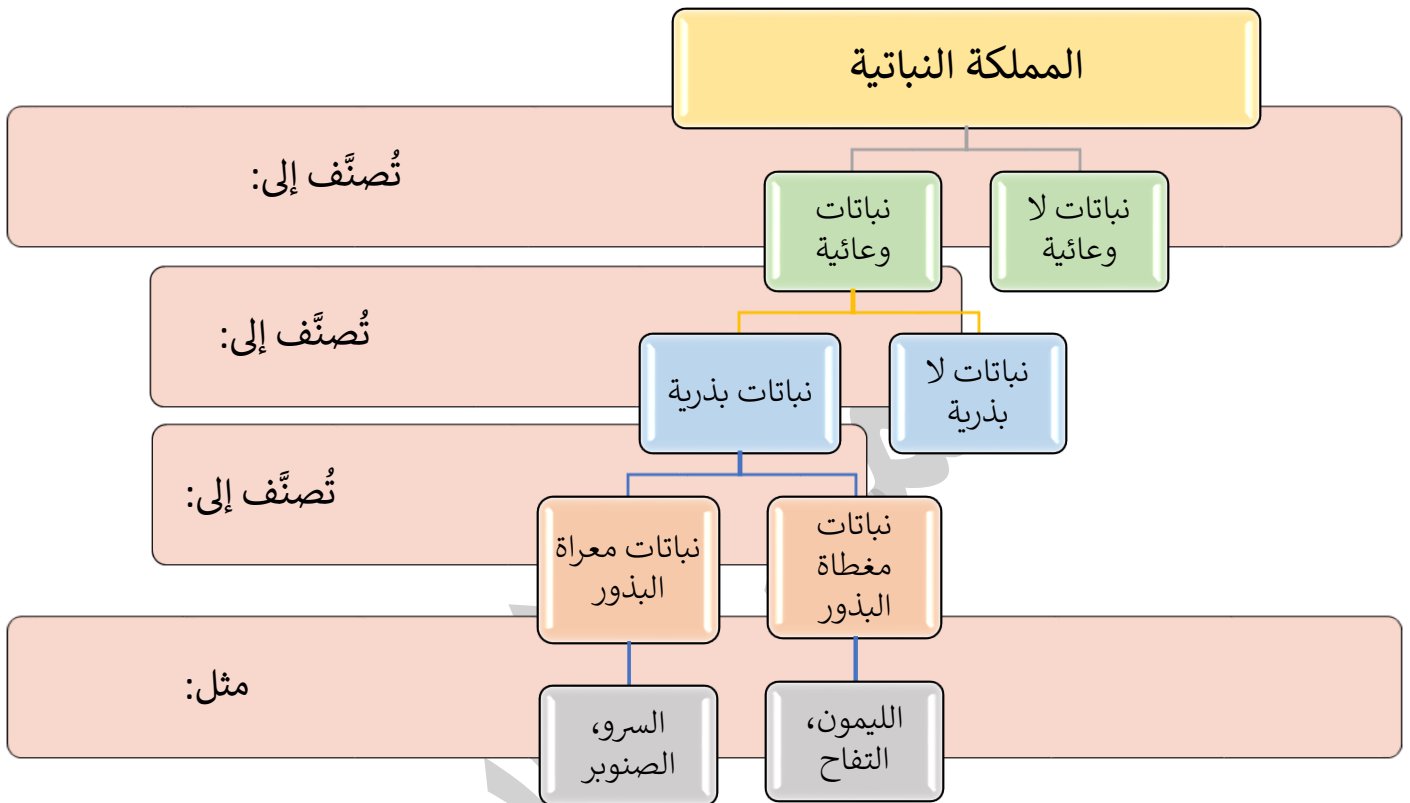 المملكة النباتية
تُصنَّف إلى:
نباتات لا
وعائية
نباتات
وعائية
تُصنَّف إلى:
نباتات لا
بذرية
نباتات بذرية
تُصنَّف إلى:
نباتات
مغطاة
البذور
نباتات معراة
البذور
مثل:
الليمون،
التفاح
السرو،
الصنوبر